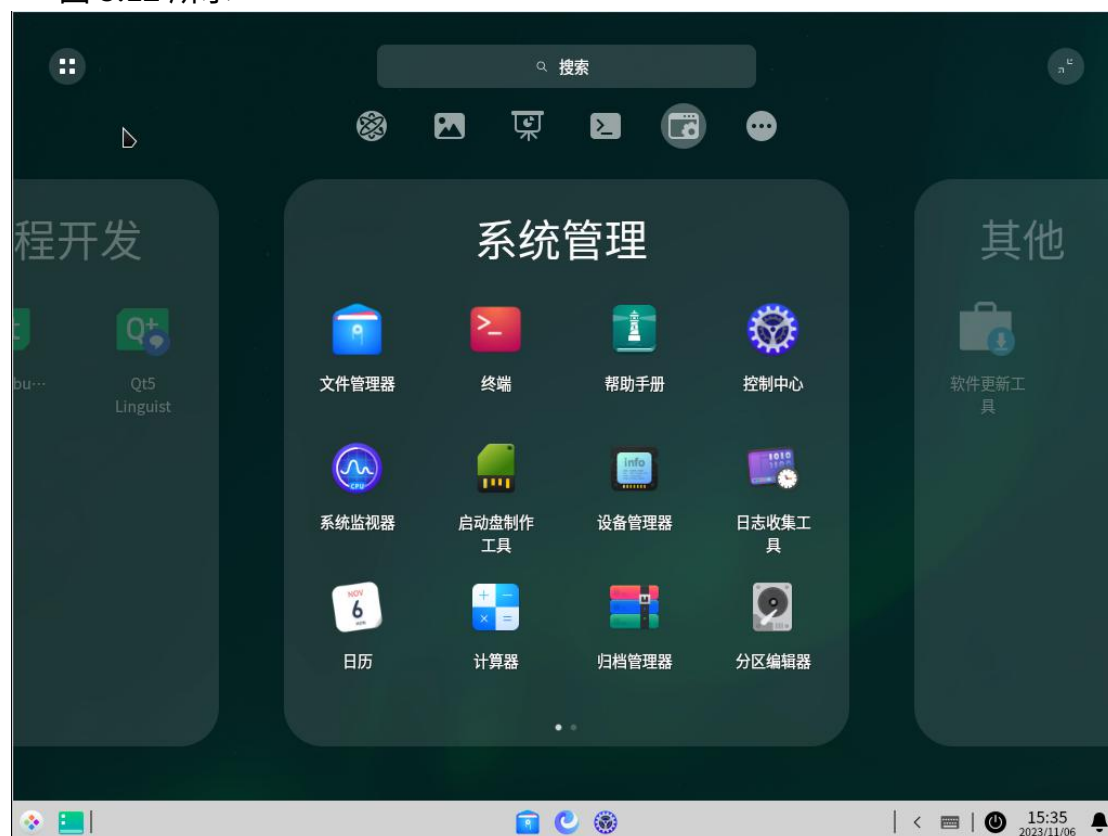 搜索
程开发
系统管理
其他
文件管理器
终端
帮助手册
控制中心
bu…
Qt5
Linguist
软件更新工
具
系统监视器
启动盘制作
工具
设备管理器
日志收集工
具
日历
计算器
归档管理器
分区编辑器
15:35
2023/11/06